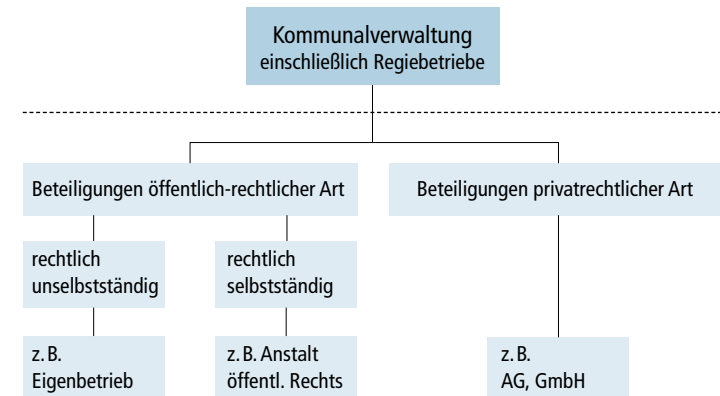 Kommunalverwaltung
einschließlich Regiebetriebe
Beteiligungen öffentlich-rechtlicher Art
Beteiligungen privatrechtlicher Art
rechtlich
unselbstständig
rechtlich
selbstständig
z. B.
Eigenbetrieb
z. B. Anstalt
öffentl. Rechts
z. B.
AG, GmbH